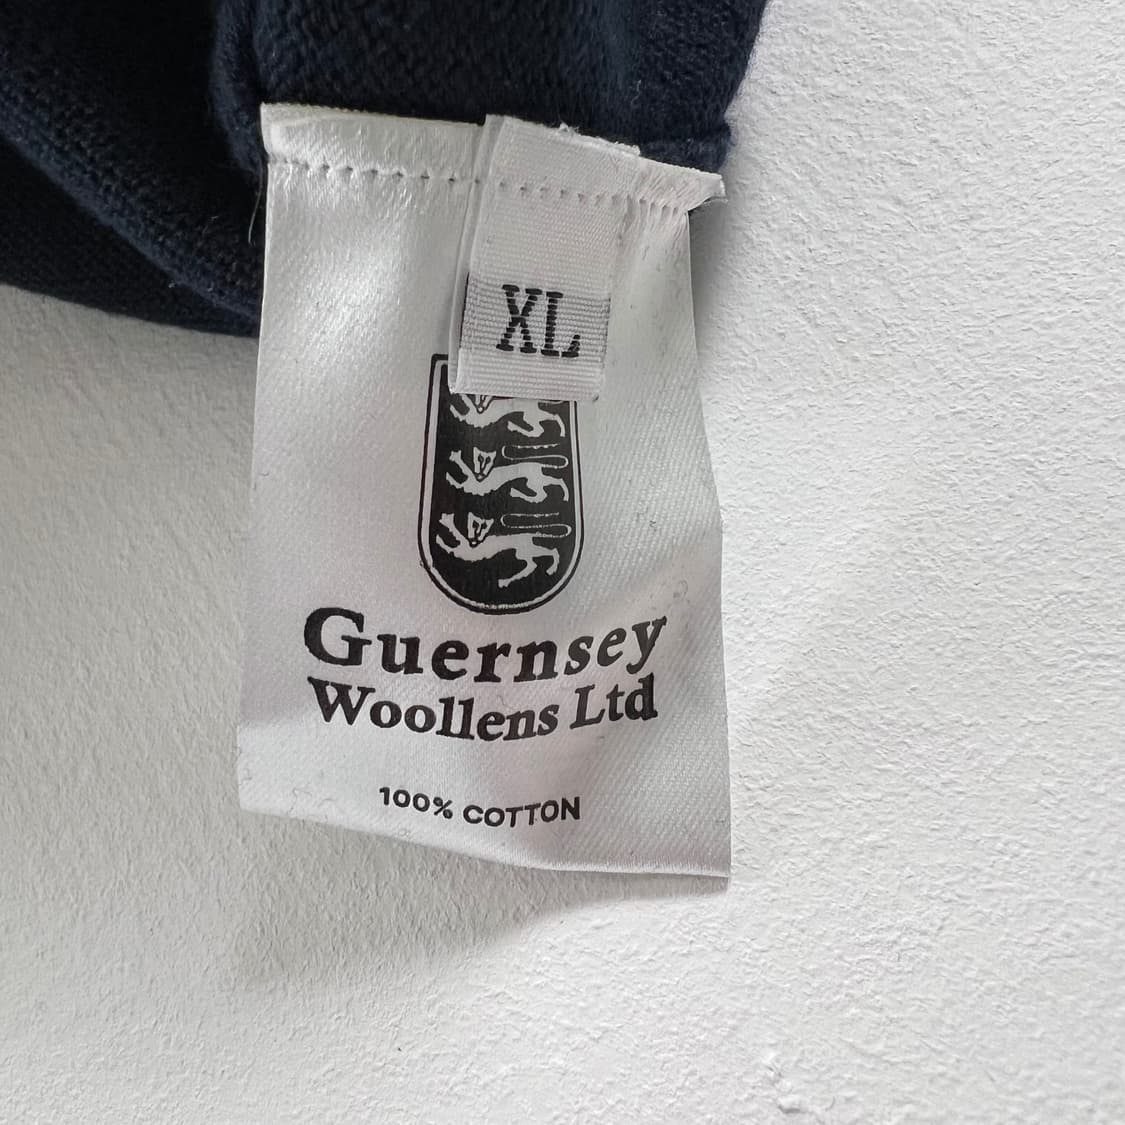 XL
Guernsey
Woollens Ltd
100% COTTON